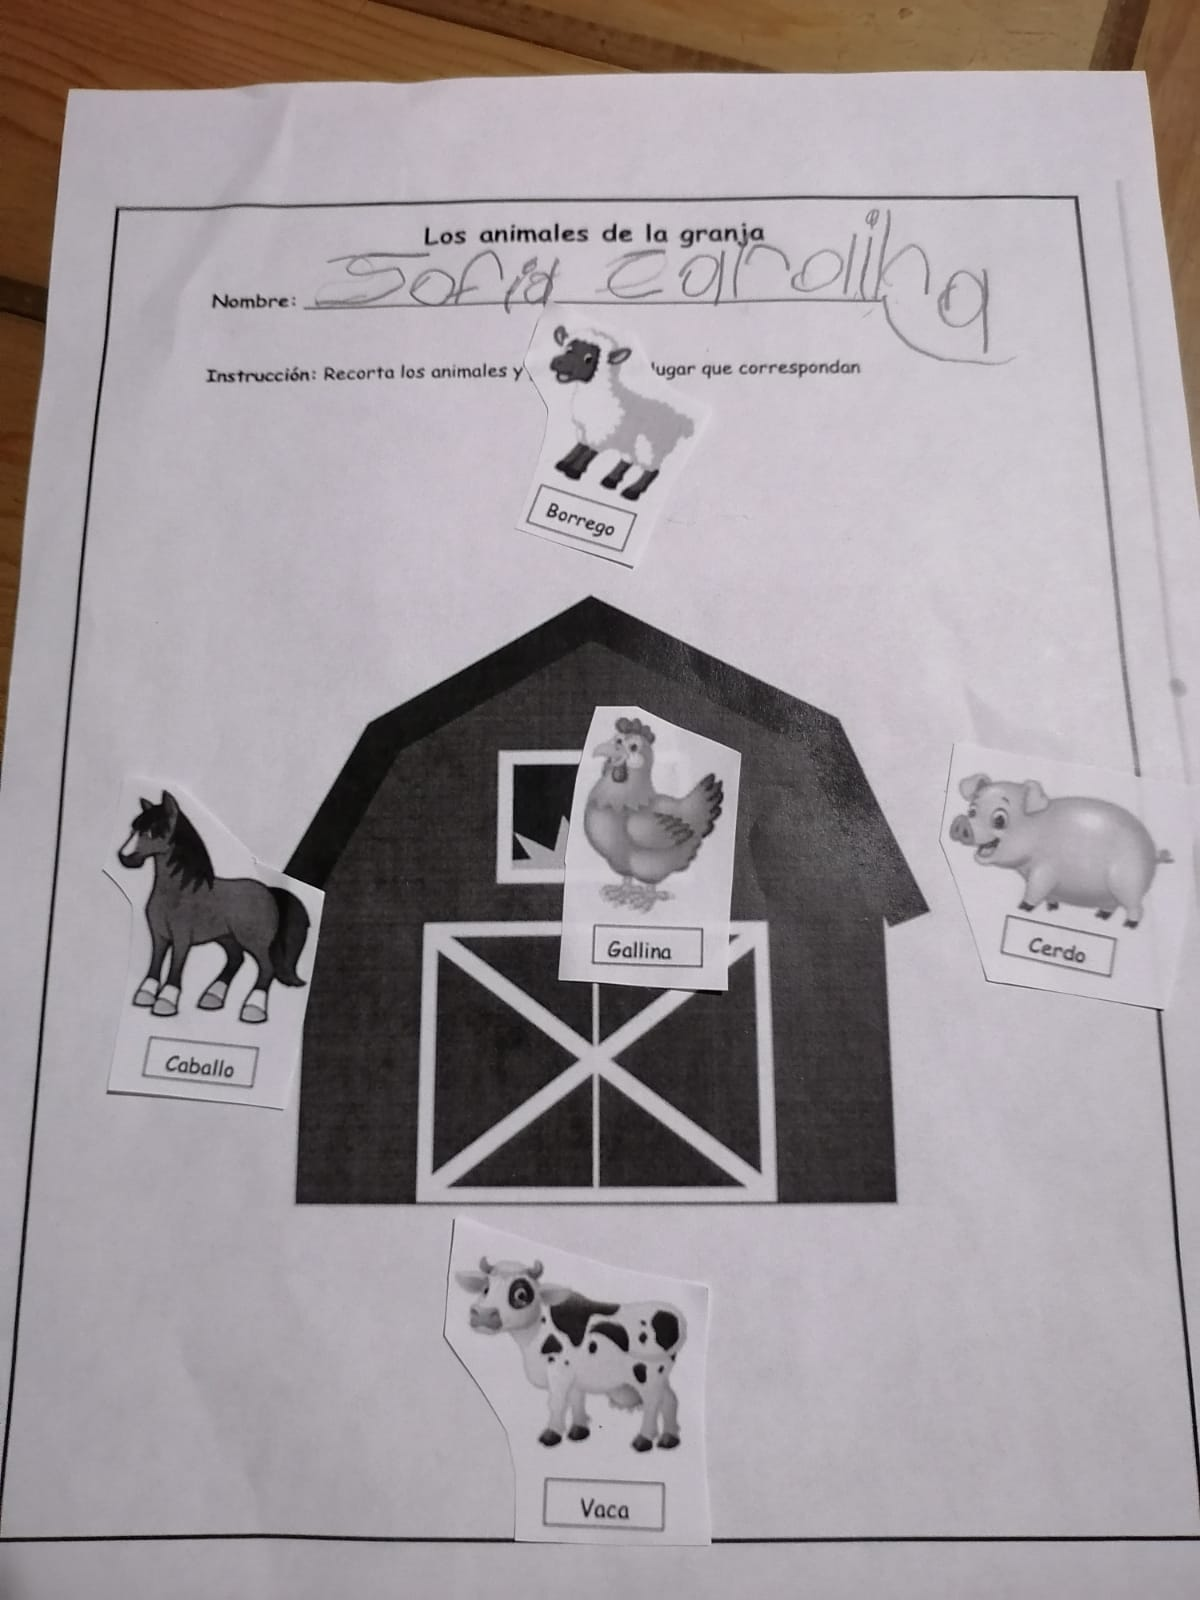 Los animales de la granja
Nombre: Sofia Carolina
Instrucción: Recorta los animales y lugar que correspondan
Borrego
Gallina
Cerdo
Caballo
Vaca